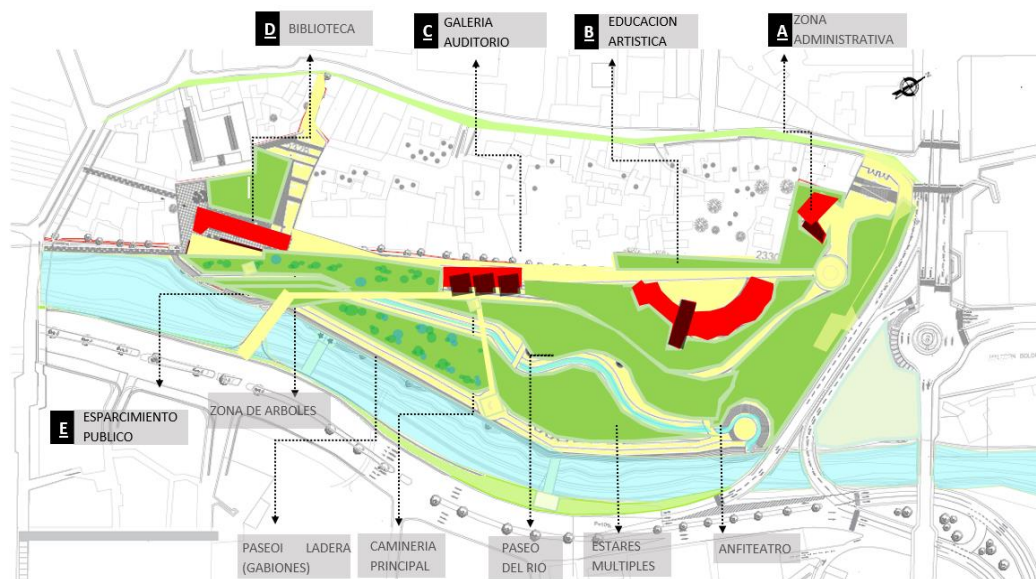 D BIBLIOTECA
C GALERIA
AUDITORIO
B EDUCACION
ARTISTICA
A ZONA
ADMINISTRATIVA
2330
E ESPARCIMIENTO
PUBLICO
ZONA DE ARBOLES
PASEOI LADERA
(GABIONES)
CAMINERIA
PRINCIPAL
PASEO
DEL RIO
ESTARES
MULTIPLES
ANFITEATRO